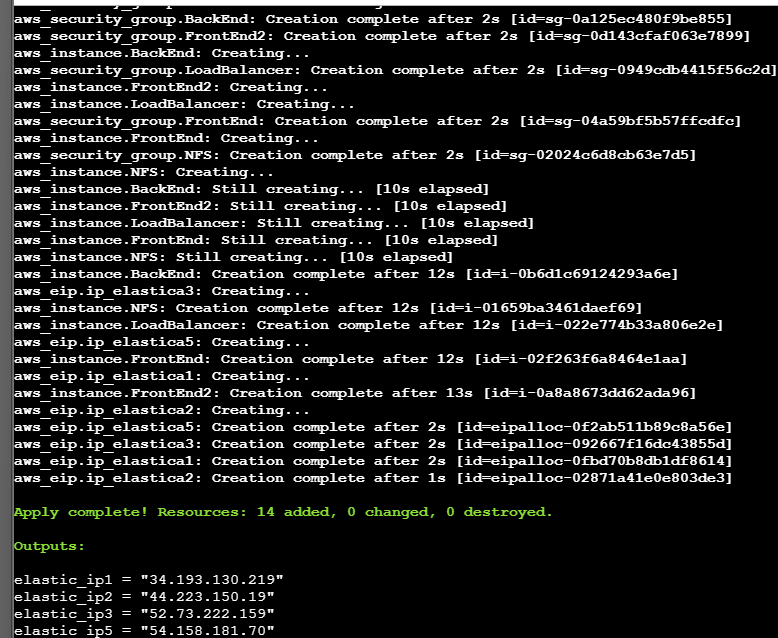 aws_security_group.BackEnd: Creation complete after 2s [id=sg-0a125ec480f9be855]
aws_security_group.FrontEnd2: Creation complete after 2s [id=sg-0d143cfaf063e7899]
aws_instance.BackEnd: Creating...
aws_security_group.LoadBalancer: Creation complete after 2s [id=sg-0949cdb4415f56c2d]
aws_instance.FrontEnd2: Creating...
aws_instance.LoadBalancer: Creating...
aws_security_group.FrontEnd: Creation complete after 2s [id=sg-04a59bf5b57ffcdfc]
aws_instance.FrontEnd: Creating...
aws_security_group.NFS: Creation complete after 2s [id=sg-02024c6d8cb63e7d5]
aws_instance.NFS: Creating...
aws_instance.BackEnd: Still creating... [10s elapsed]
aws_instance.FrontEnd2: Still creating... [10s elapsed]
aws_instance.LoadBalancer: Still creating... [10s elapsed]
aws_instance.FrontEnd: Still creating... [10s elapsed]
aws_instance.NFS: Still creating... [10s elapsed]
aws_instance.BackEnd: Creation complete after 12s [id=i-0b6d1c69124293a6e]
aws_eip.ip_elastica3: Creating...
aws_instance.NFS: Creation complete after 12s [id=i-01659ba3461daef69]
aws_instance.LoadBalancer: Creation complete after 12s [id=i-022e774b33a806e2e]
aws_eip.ip_elastica5: Creating...
aws_instance.FrontEnd: Creation complete after 12s [id=i-02f263f6a8464e1aa]
aws_eip.ip_elastica1: Creating...
aws_instance.FrontEnd2: Creation complete after 13s [id=i-0a8a8673dd62ada96]
aws_eip.ip_elastica2: Creating...
aws_eip.ip_elastica5: Creation complete after 2s [id=eipalloc-0f2ab511b89c8a56e]
aws_eip.ip_elastica3: Creation complete after 2s [id=eipalloc-092667f16dc43855d]
aws_eip.ip_elastica1: Creation complete after 2s [id=eipalloc-0fbd70b8db1df8614]
aws_eip.ip_elastica2: Creation complete after 1s [id=eipalloc-02871a41e0e803de3]
Apply complete! Resources: 14 added, 0 changed, 0 destroyed.
Outputs:
elastic_ip1 = "34.193.130.219"
elastic_ip2 = "44.223.150.19"
elastic_ip3 = "52.73.222.159"
elastic_ip5 = "54.158.181.70"